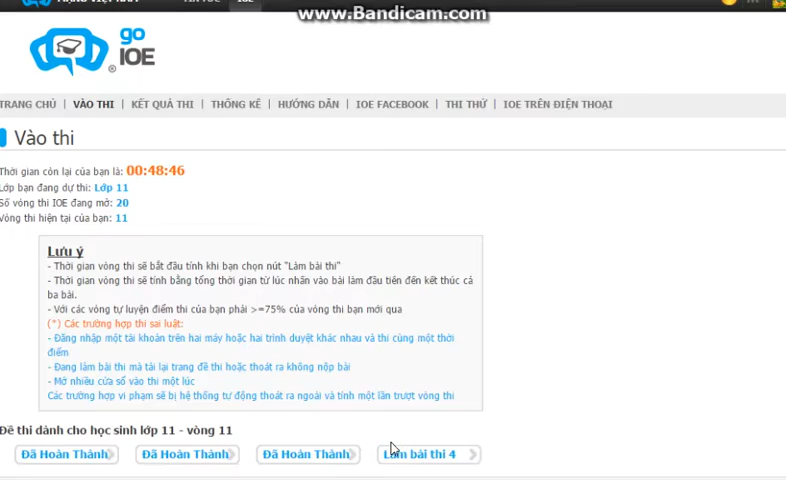 www.Bandicam.com
IOE
go
IOE
®
TRANG CHỦ | VÀO THI | KẾT QUẢ THI | THỐNG KÊ | HƯỚNG DẪN | IOE FACEBOOK | THI THỬ | IOE TRÊN ĐIỆN THOẠI
Vào thi
Thời gian còn lại của bạn là: 00:48:46
Lớp bạn đang dự thi: Lớp 11
Số vòng thi IOE đang mở: 20
Vòng thi hiện tại của bạn: 11
Lưu ý
- Thời gian vòng thi sẽ bắt đầu tính khi bạn chọn nút "Làm bài thi"
- Thời gian vòng thi sẽ tính bằng tổng thời gian từ lúc nhấn vào bài làm đầu tiên đến kết thúc cả
ba bài.
- Với các vòng tự luyện điểm thi của bạn phải >=75% của vòng thi bạn mới qua
(*) Các trường hợp thi sai luật:
- Đăng nhập một tài khoản trên hai máy hoặc hai trình duyệt khác nhau và thi cùng một thời
điểm
- Đang làm bài thi mà tải lại trang đề thi hoặc thoát ra không nộp bài
- Mở nhiều cửa sổ vào thi một lúc
Các trường hợp vi phạm sẽ bị hệ thống tự động thoát ra ngoài và tính một lần trượt vòng thi
Đề thi dành cho học sinh lớp 11 - vòng 11
Đã Hoàn Thành Đã Hoàn Thành Đã Hoàn Thành Làm bài thi 4